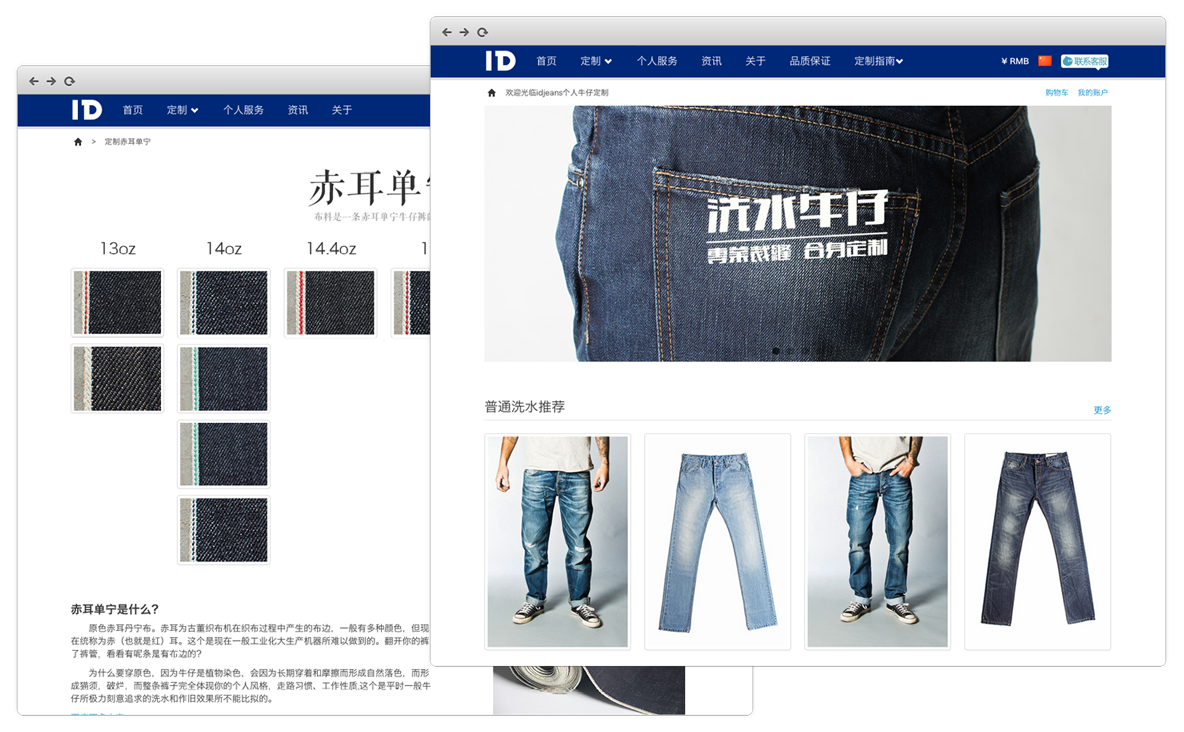 ID 首页 定制 个人服务 资讯 关于 品质保证 定制指南 ¥ RMB 联系客服
欢迎光临idjeans个人牛仔定制 购物车 我的账户
洗水牛仔
专业裁缝 合身定制
普通洗水推荐 更多
ID 首页 定制 个人服务 资讯 关于
> 定制赤耳单宁
赤耳单
布料是一条赤耳单宁牛仔裤
13oz 14oz 14.4oz 1
赤耳单宁是什么？
原色赤耳丹宁布。赤耳为古董织布机在织布过程中产生的布边，一般有多种颜色，但现
在统称为赤（也就是红）耳。这个是现在一般工业化大生产机器所难以做到的。翻开你的裤
了裤管，看看有呢条是有布边的？
为什么要穿原色，因为牛仔是植物染色，会因为长期穿着和摩擦而形成自然落色，而形
成猫须，破烂，而整条裤子完全体现你的个人风格，走路习惯、工作性质,这个是平时一般牛
仔所极力刻意追求的洗水和作旧效果所不能比拟的。